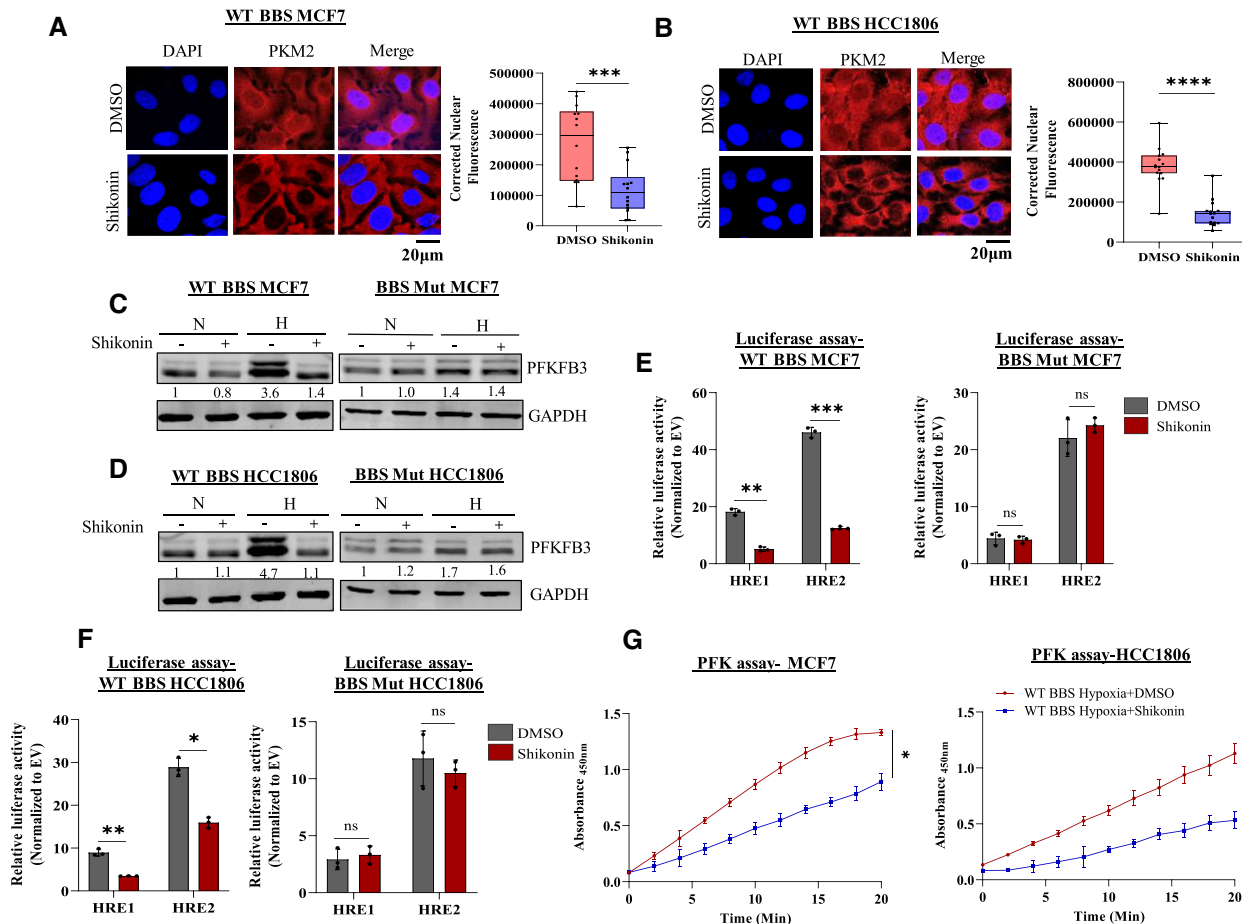 A
WT BBS MCF7
DAPI PKM2 Merge
DMSO
Shikonin
20μm
Corrected Nuclear
Fluorescence
500000
400000
300000
200000
100000
0
***
DMSO Shikonin
B
WT BBS HCC1806
DAPI PKM2 Merge
DMSO
Shikonin
20μm
Corrected Nuclear
Fluorescence
800000
600000
400000
200000
0
****
DMSO Shikonin
C
WT BBS MCF7 BBS Mut MCF7
N H N H
Shikonin - + - + - + - +
PFKFB3
1 0.8 3.6 1.4 1 1.0 1.4 1.4
GAPDH
D
WT BBS HCC1806 BBS Mut HCC1806
N H N H
Shikonin - + - + - + - +
PFKFB3
1 1.1 4.7 1.1 1 1.2 1.7 1.6
GAPDH
E
Luciferase assay-
WT BBS MCF7
Relative luiferase activity
(Normalized to EV)
60
40
20
0
**
***
HRE1 HRE2
Luciferase assay-
BBS Mut MCF7
Relative luiferase activity
(Normalized to EV)
30
20
10
0
ns
ns
HRE1 HRE2
DMSO
Shikonin
F
Luciferase assay-
WT BBS HCC1806
Relative luiferase activity
(Normalized to EV)
40
30
20
10
0
**
*
HRE1 HRE2
Luciferase assay-
BBS Mut HCC1806
Relative luiferase activity
(Normalized to EV)
15
10
5
0
ns
ns
HRE1 HRE2
DMSO
Shikonin
G
PFK assay- MCF7
Absorbance 450nm
1.5
1.0
0.5
0.0
*
0 5 10 15 20
Time (Min)
PFK assay-HCC1806
WT BBS Hypoxia+DMSO
WT BBS Hypoxia+Shikonin
Absorbance 450nm
1.5
1.0
0.5
0.0
0 5 10 15 20
Time (Min)